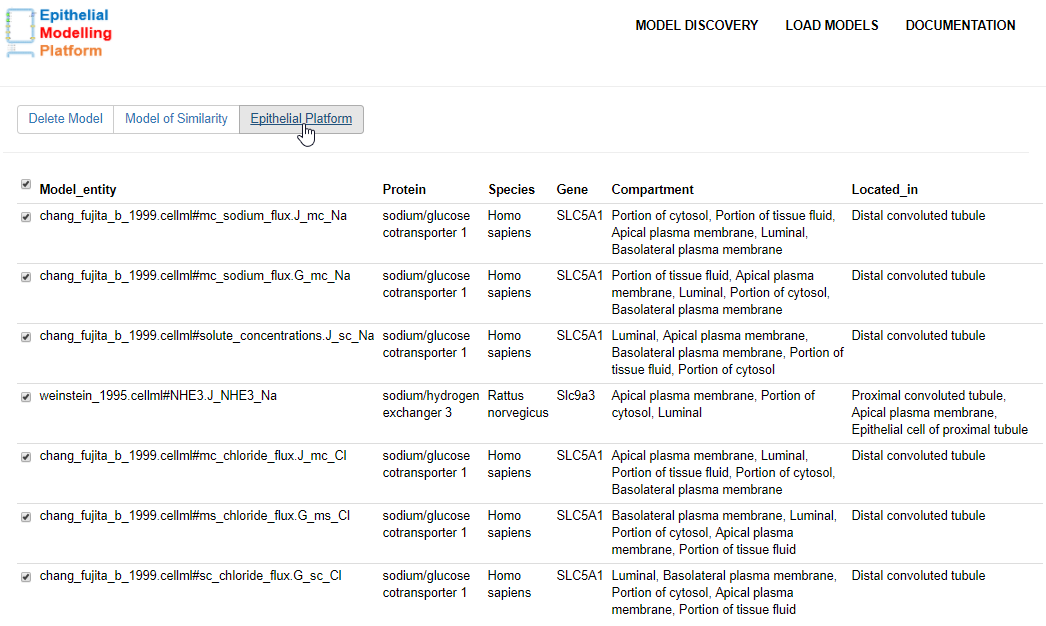 Epithelial
Modelling
Platform
MODEL DISCOVERY LOAD MODELS DOCUMENTATION
Delete Model Model of Similarity Epithelial Platform
Model_entity Protein Species Gene Compartment Located_in
chang_fujita_b_1999.cellml#mc_sodium_flux.J_mc_Na sodium/glucose Homo SLC5A1 Portion of cytosol, Portion of tissue fluid, Distal convoluted tubule
cotransporter 1 sapiens Apical plasma membrane, Luminal,
Basolateral plasma membrane
chang_fujita_b_1999.cellml#mc_sodium_flux.G_mc_Na sodium/glucose Homo SLC5A1 Portion of tissue fluid, Apical plasma Distal convoluted tubule
cotransporter 1 sapiens membrane, Luminal, Portion of cytosol,
Basolateral plasma membrane
chang_fujita_b_1999.cellml#solute_concentrations.J_sc_Na sodium/glucose Homo SLC5A1 Luminal, Apical plasma membrane, Distal convoluted tubule
cotransporter 1 sapiens Basolateral plasma membrane, Portion of
tissue fluid, Portion of cytosol
weinstein_1995.cellml#NHE3.J_NHE3_Na sodium/hydrogen Rattus Slc9a3 Apical plasma membrane, Portion of Proximal convoluted tubule,
exchanger 3 norvegicus cytosol, Luminal Apical plasma membrane,
Epithelial cell of proximal tubule
chang_fujita_b_1999.cellml#mc_chloride_flux.J_mc_Cl sodium/glucose Homo SLC5A1 Apical plasma membrane, Luminal, Distal convoluted tubule
cotransporter 1 sapiens Portion of tissue fluid, Portion of cytosol,
Basolateral plasma membrane
chang_fujita_b_1999.cellml#ms_chloride_flux.G_ms_Cl sodium/glucose Homo SLC5A1 Basolateral plasma membrane, Luminal, Distal convoluted tubule
cotransporter 1 sapiens Portion of cytosol, Apical plasma
membrane, Portion of tissue fluid
chang_fujita_b_1999.cellml#sc_chloride_flux.G_sc_Cl sodium/glucose Homo SLC5A1 Luminal, Basolateral plasma membrane, Distal convoluted tubule
cotransporter 1 sapiens Portion of cytosol, Apical plasma
membrane, Portion of tissue fluid